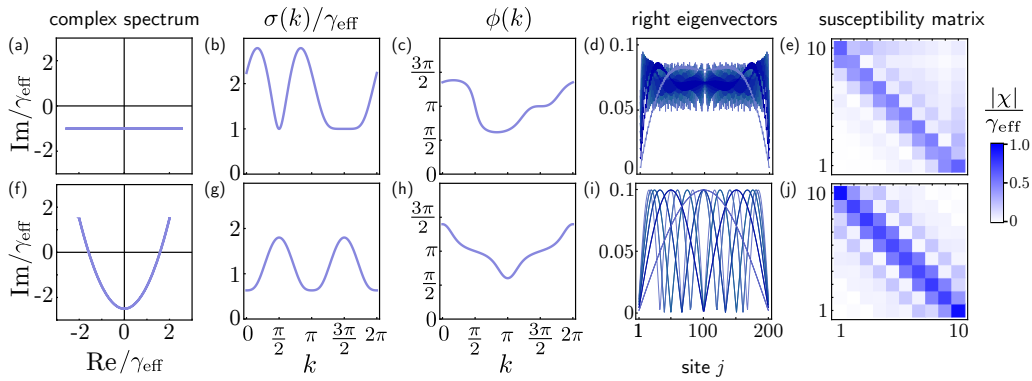 complex spectrum σ(k)/γeff ϕ(k) right eigenvectors susceptibility matrix
(a) (b) (c) (d) (e)
2 0 -2
Im/γeff
2 1 0
3π/2 π π/2
0.1 0.05 0
10 1
|χ|/γeff
1.0 0.5 0
(f) (g) (h) (i) (j)
2 0 -2
Im/γeff
2 1 0
3π/2 π π/2 0
0.1 0.05 0
10 1
-2 0 2
0 π/2 π 3π/2 2π
0 π/2 π 3π/2 2π
1 100 200
1 10
Re/γeff k k site j